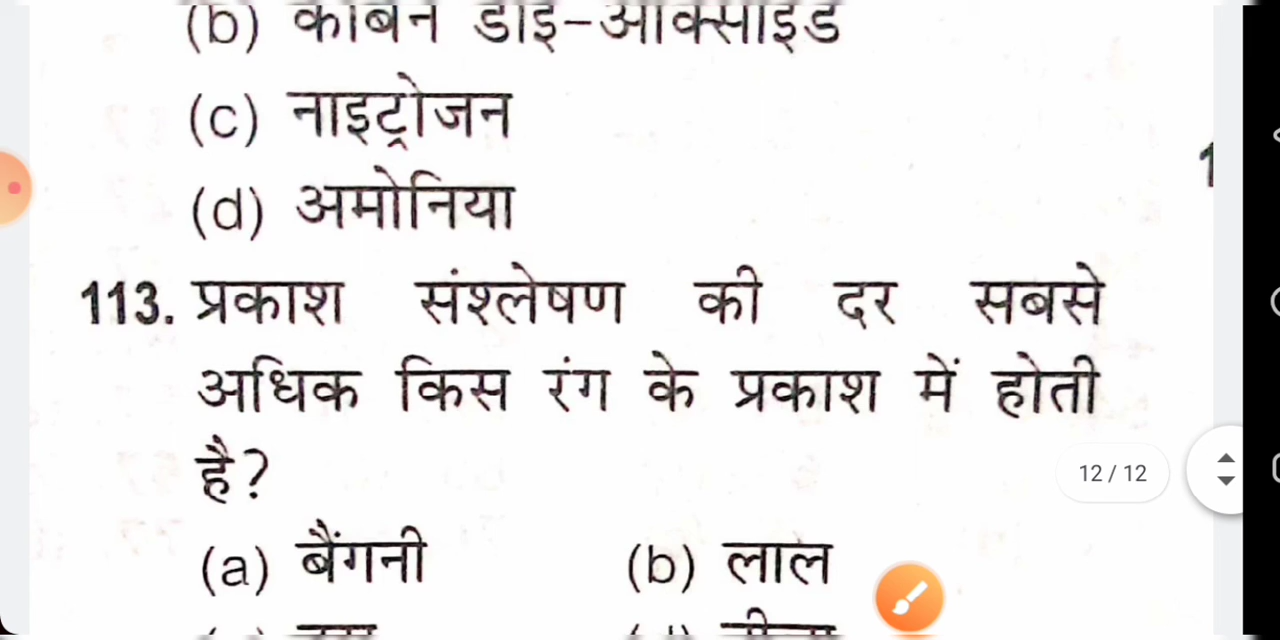 (b) कार्बन डाइ-ऑक्साइड
(c) नाइट्रोजन
(d) अमोनिया
113. प्रकाश संश्लेषण की दर सबसे
अधिक किस रंग के प्रकाश में होती
है?
12 / 12
(a) बैंगनी (b) लाल